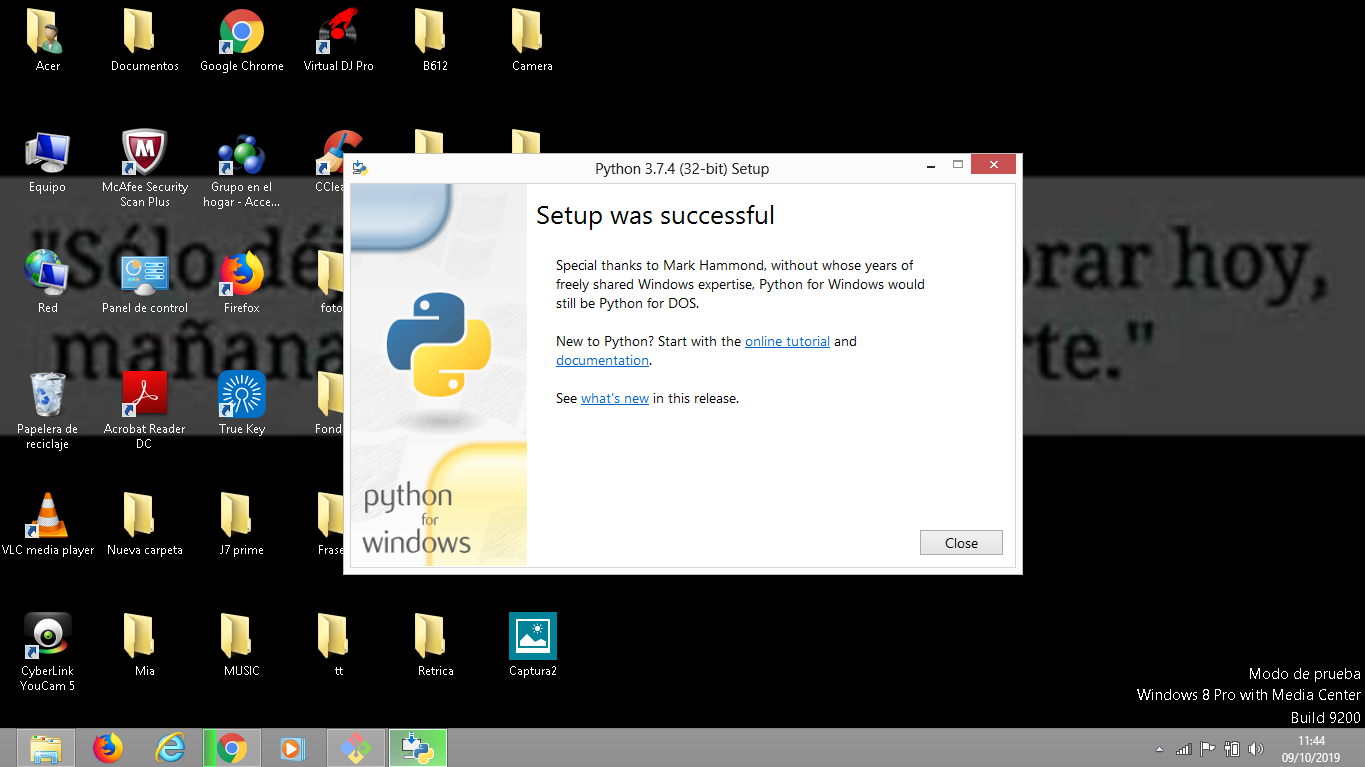 Acer
Documentos
Google Chrome
Virtual DJ Pro
B612
Camera
Equipo
McAfee Security
Scan Plus
Grupo en el
hogar - Acce...
CClea
Python 3.7.4 (32-bit) Setup
Setup was successful
Special thanks to Mark Hammond, without whose years of
freely shared Windows expertise, Python for Windows would
still be Python for DOS.
New to Python? Start with the online tutorial and
documentation.
See what's new in this release.
python
for
windows
Close
"Sólo dé
orar hoy,
mañana
rte."
Red
Panel de control
Firefox
foto
Papelera de
reciclaje
Acrobat Reader
DC
True Key
Fond
VLC media player
Nueva carpeta
J7 prime
Frase
CyberLink
YouCam 5
Mia
MUSIC
tt
Retrica
Captura2
Modo de prueba
Windows 8 Pro with Media Center
Build 9200
11:44
09/10/2019